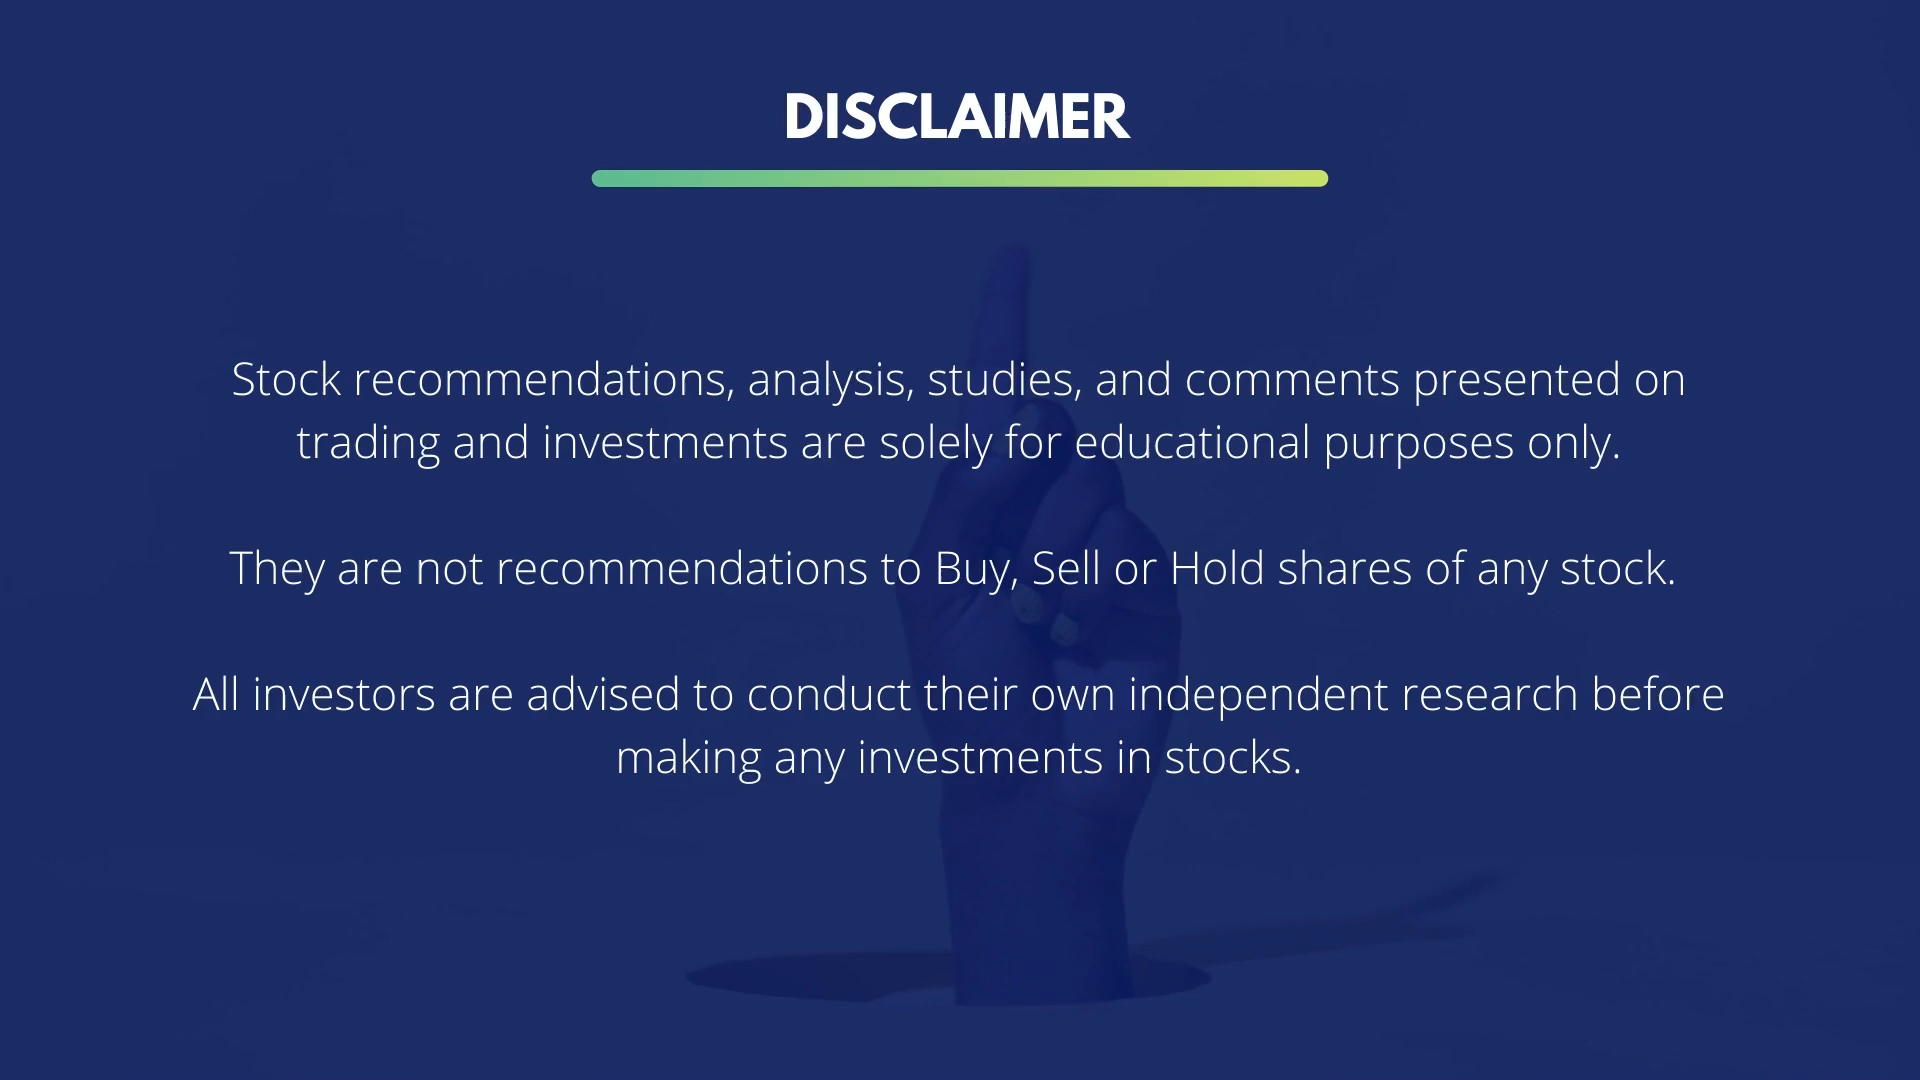 DISCLAIMER
Stock recommendations, analysis, studies, and comments presented on
trading and investments are solely for educational purposes only.
They are not recommendations to Buy, Sell or Hold shares of any stock.
All investors are advised to conduct their own independent research before
making any investments in stocks.